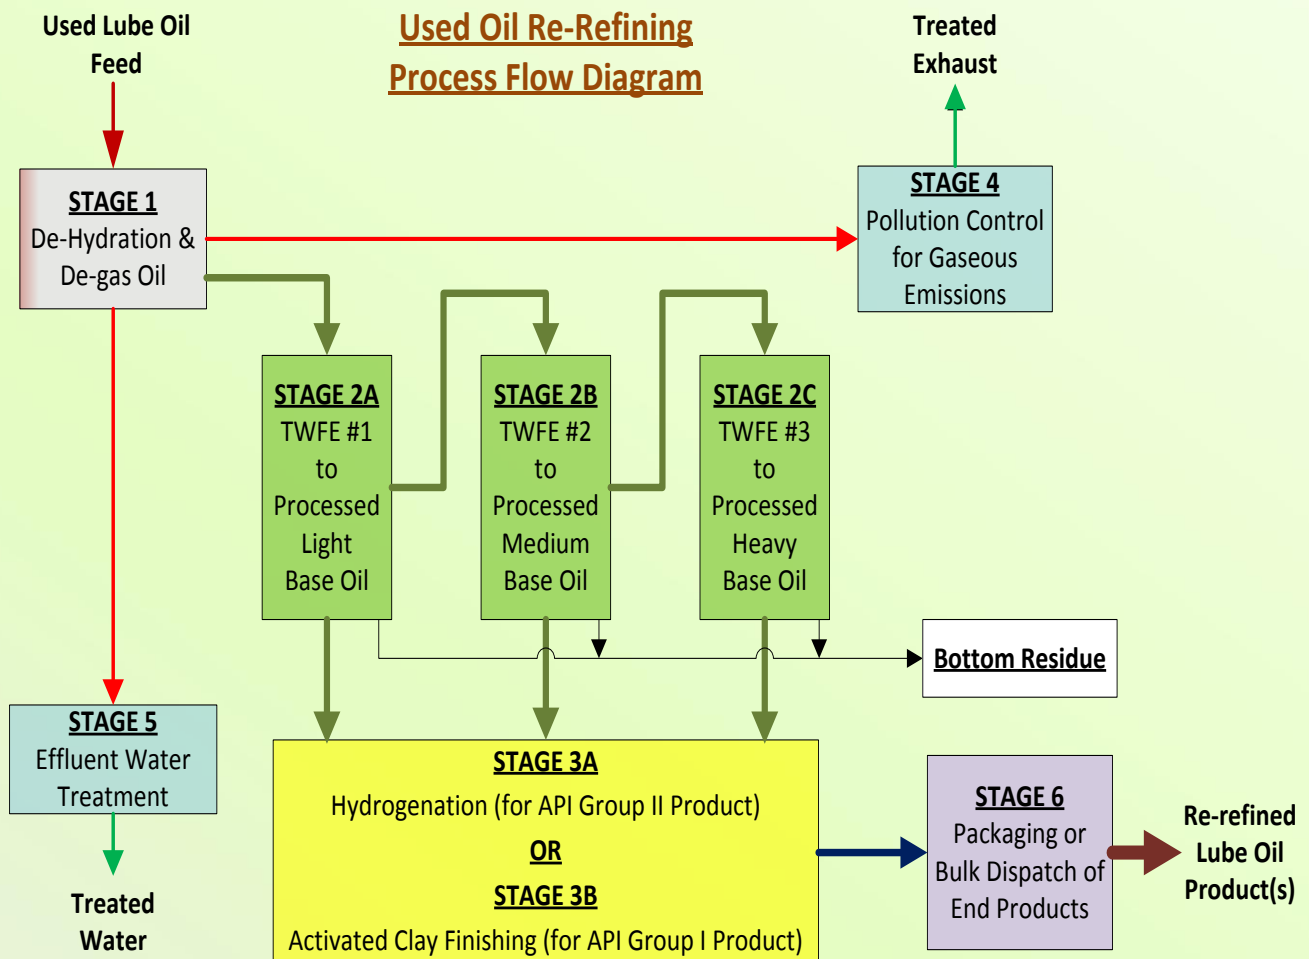 Used Oil Re-Refining
Process Flow Diagram
Used Lube Oil
Feed
Treated
Exhaust
STAGE 1
De-Hydration &
De-gas Oil
STAGE 4
Pollution Control
for Gaseous
Emissions
STAGE 2A
TWFE #1
to
Processed
Light
Base Oil
STAGE 2B
TWFE #2
to
Processed
Medium
Base Oil
STAGE 2C
TWFE #3
to
Processed
Heavy
Base Oil
Bottom Residue
STAGE 5
Effluent Water
Treatment
Treated
Water
STAGE 3A
Hydrogenation (for API Group II Product)
OR
STAGE 3B
Activated Clay Finishing (for API Group I Product)
STAGE 6
Packaging or
Bulk Dispatch of
End Products
Re-refined
Lube Oil
Product(s)